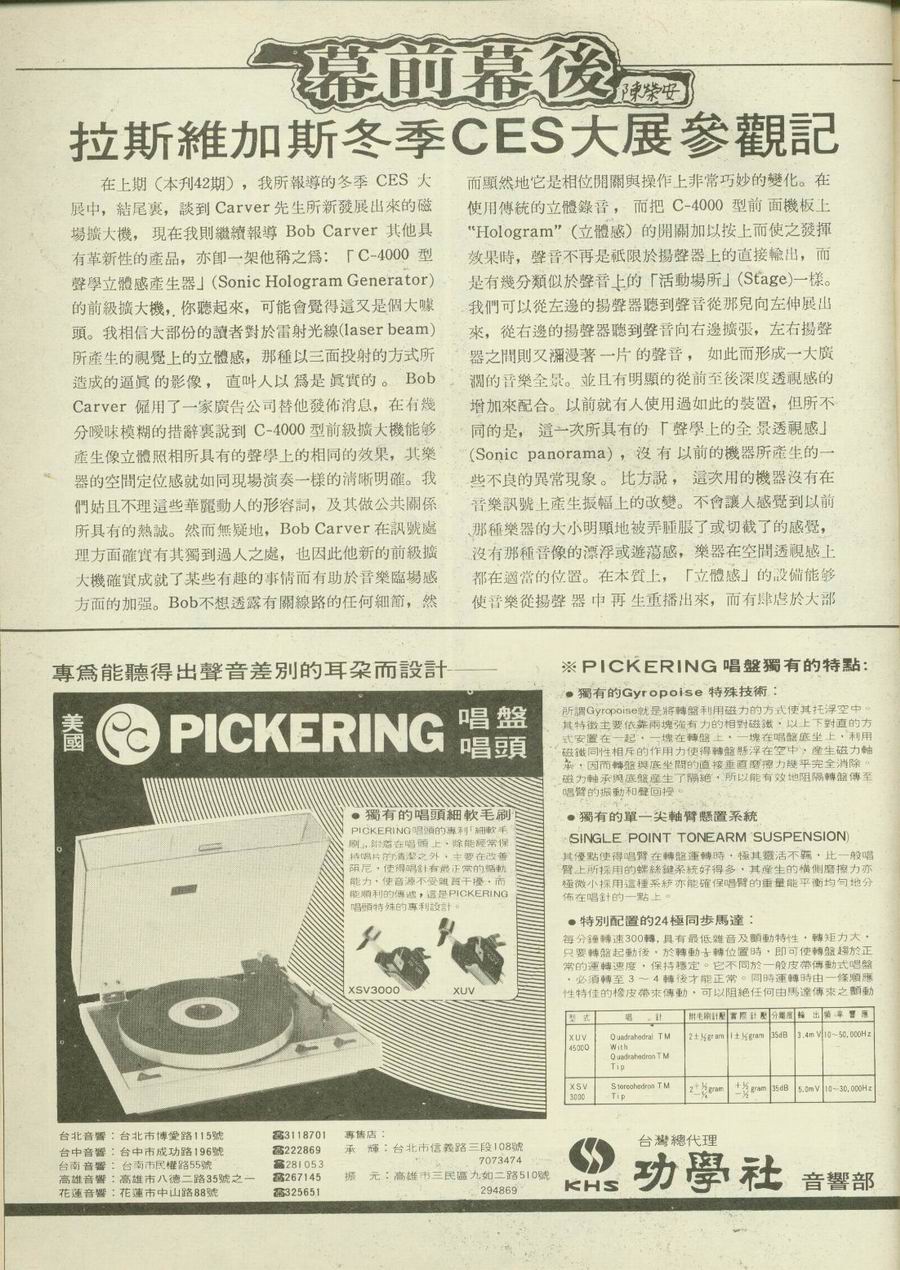 幕前幕後
陳榮安
拉斯維加斯冬季CES大展參觀記
在上期（本刊42期），我所報導的冬季 CES 大
展中，結尾裏，談到 Carver 先生所新發展出來的磁
場擴大機，現在我則繼續報導 Bob Carver 其他具
有革新性的產品，亦即一架他稱之爲：「C-4000 型
聲學立體感產生器」(Sonic Hologram Generator)
的前級擴大機，你聽起來，可能會覺得這又是個大噱
頭。我相信大部份的讀者對於雷射光線(laser beam)
所產生的視覺上的立體感，那種以三面投射的方式所
造成的逼眞的影像，直叫人以爲是眞實的。 Bob
Carver 僱用了一家廣告公司替他發佈消息，在有幾
分曖昧模糊的措辭裏說到 C-4000 型前級擴大機能够
產生像立體照相所具有的聲學上的相同的效果，其樂
器的空間定位感就如同現場演奏一樣的清晰明確。我
們姑且不理這些華麗動人的形容詞，及其做公共關係
所具有的熱誠。然而無疑地，Bob Carver 在訊號處
理方面確實有其獨到過人之處，也因此他新的前級擴
大機確實成就了某些有趣的事情而有助於音樂臨場感
方面的加强。Bob不想透露有關線路的任何細節，然
而顯然地它是相位開關與操作上非常巧妙的變化。在
使用傳統的立體錄音，而把 C-4000 型前面機板上
“Hologram”（立體感）的開關加以按上而使之發揮
效果時，聲音不再是祇限於揚聲器上的直接輸出，而
是有幾分類似於聲音上的「活動場所」(Stage)一樣。
我們可以從左邊的揚聲器聽到聲音從那兒向左伸展出
來，從右邊的揚聲器聽到聲音向右邊擴張，左右揚聲
器之間則又瀰漫著一片的聲音，如此而形成一大廣
濶的音樂全景。並且有明顯的從前至後深度透視感的
增加來配合。以前就有人使用過如此的裝置，但所不
同的是，這一次所具有的「聲學上的全景透視感」
(Sonic panorama)，沒有以前的機器所產生的一
些不良的異常現象。比方說，這次用的機器沒有在
音樂訊號上產生振幅上的改變。不會讓人感覺到以前
那種樂器的大小明顯地被弄腫脹了或切截了的感覺，
沒有那種音像的漂浮或遊蕩感，樂器在空間透視感上
都在適當的位置。在本質上，「立體感」的設備能够
使音樂從揚聲器中再生重播出來，而有肆虐於大部
專爲能聽得出聲音差別的耳朶而設計——
美國 PICKERING 唱盤
唱頭
●獨有的唱頭細軟毛刷
PICKERING唱頭的專利「細軟毛
刷」，附著在唱頭上，除能經常保
持唱片的清潔之外，主要在改善
阻尼，使得唱針有最正常的循軌
能力，使音源不受雜質干擾，而
能順利的傳遞，這是PICKERING
唱頭特殊的專利設計。
XSV3000
XUV
※PICKERING 唱盤獨有的特點：
●獨有的Gyropoise 特殊技術：
所謂Gyropoise就是將轉盤利用磁力的方式使其托浮空中。
其特徵主要依靠兩塊強有力的相對磁鐵，以上下對直的方
式安置在一起，一塊在轉盤上，一塊在唱盤底坐上，利用
磁鐵同性相斥的作用力使得轉盤懸浮在空中，產生磁力軸
承，因而轉盤與底坐間的直接垂直磨擦力幾乎完全消除。
磁力軸承與底盤產生了隔絕，所以能有效地阻隔轉盤傳至
唱臂的振動和聲回授。
●獨有的單一尖軸臂懸置系統
(SINGLE POINT TONEARM SUSPENSION)
其優點使得唱臂在轉盤運轉時，極其靈活不羈，比一般唱
臂上所採用的螺絲鍵系統好得多，其產生的橫側磨擦力亦
極微小採用這種系統亦能確保唱臂的重量能平衡均勻地分
佈在唱針的一點上。
●特別配置的24極同步馬達：
每分鐘轉速300轉，具有最低雜音及顫動特性，轉矩力大，
只要轉盤起動後，於轉動¼轉位置時，即可使轉盤趨於正
常的運轉速度，保持穩定。它不同於一般皮帶傳動式唱盤
，必須轉至3～4轉後才能正常。同時運轉時由一條順應
性特佳的橡皮帶來傳動，可以阻絕任何由馬達傳來之顫動
型式 唱針 附毛刷針壓 實際針壓 分離度 輸出 頻率響應
XUV 4500Q Quadrahedral TM With Quadrahedron TM Tip 2±½gram 1±½gram 35dB 3.4mV 10~50,000Hz
XSV 3000 Stereohedron TM Tip 35dB 5.0mV 10~30,000Hz
台北音響：台北市博愛路115號 ☎3118701
台中音響：台中市成功路196號 ☎222869
台南音響：台南市民權路55號 ☎281053
高雄音響：高雄市八德二路35號之一 ☎267145
花蓮音響：花蓮市中山路88號 ☎325651
專售店：
承輝：台北市信義路三段108號
7073474
振元：高雄市三民區九如二路510號
294869
台灣總代理
KHS 功學社 音響部